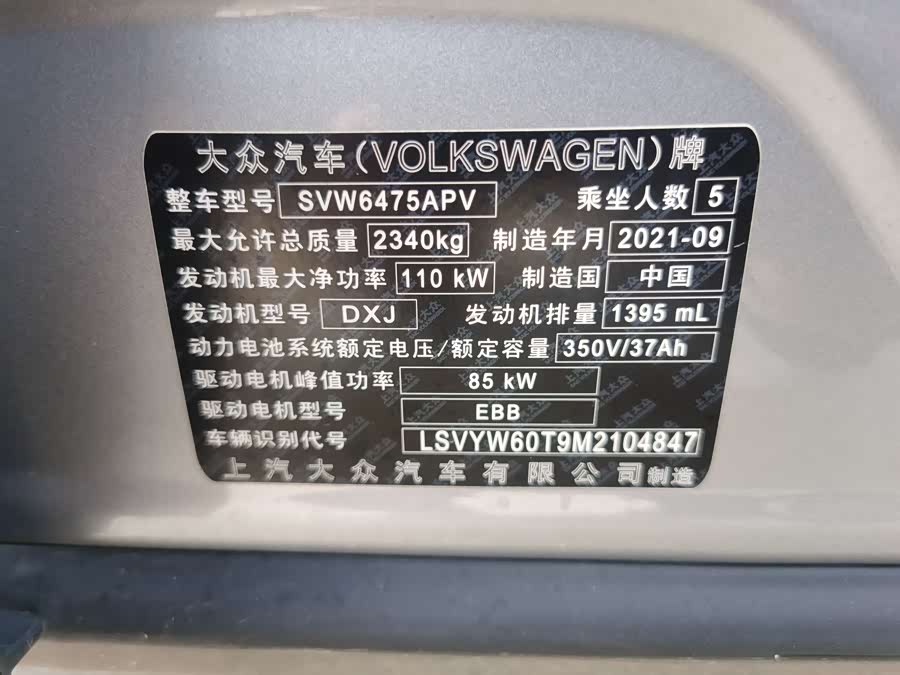 大众汽车(VOLKSWAGEN)牌
整车型号 SVW6475APV 乘坐人数 5
最大允许总质量 2340kg 制造年月 2021-09
发动机最大净功率 110 kW 制造国 中国
发动机型号 DXJ 发动机排量 1395 mL
动力电池系统额定电压/额定容量 350V/37Ah
驱动电机峰值功率 85 kW
驱动电机型号 EBB
车辆识别代号 LSVYW60T9M2104847
上汽大众汽车有限公司制造